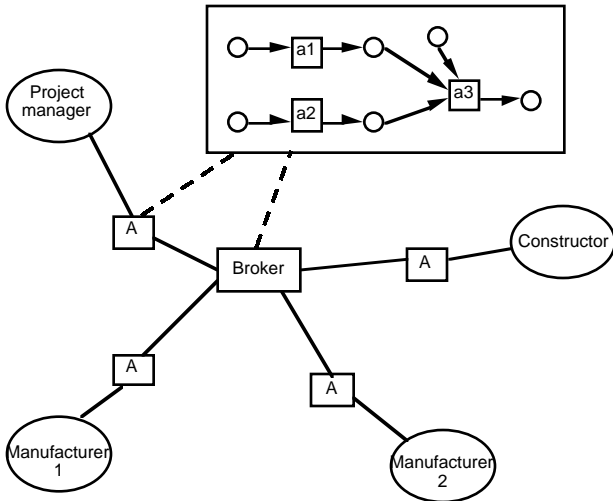 a1
a2
a3
Project
manager
A
Broker
A
Constructor
A
A
Manufacturer
1
Manufacturer
2